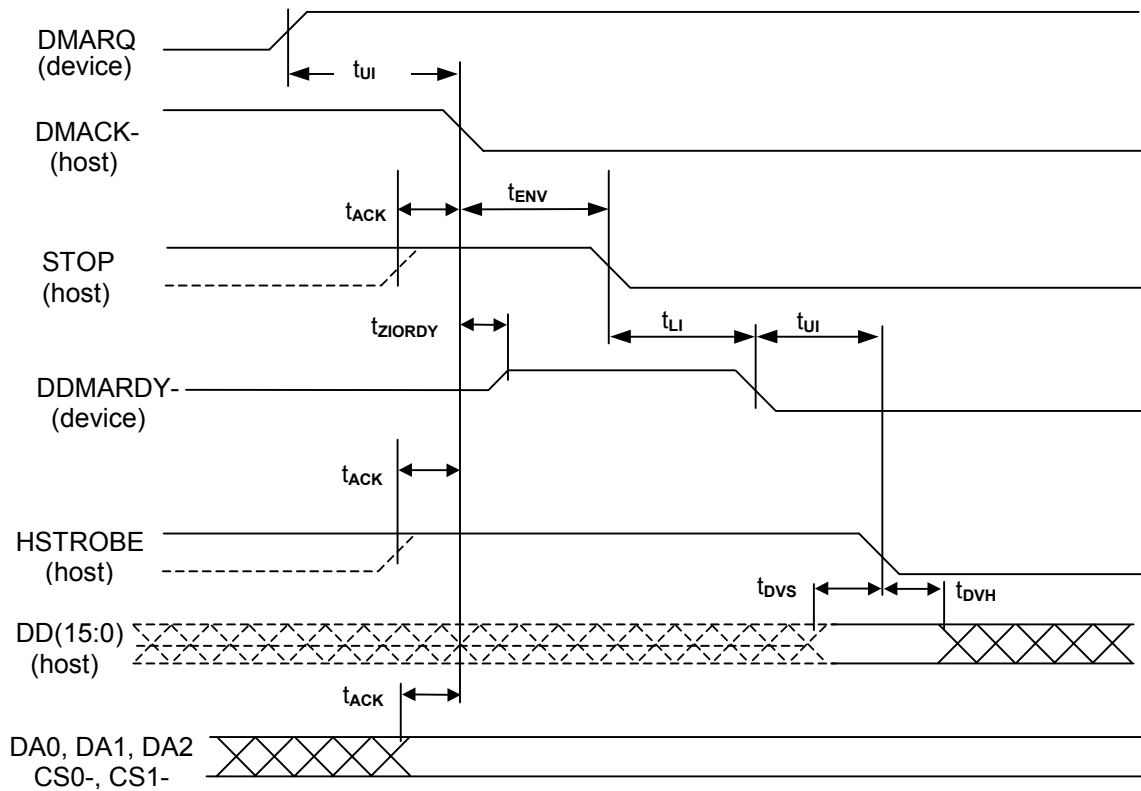 DMARQ
(device)
tUI
DMACK-
(host)
tACK
tENV
STOP
(host)
tZIORDY
tLI
tUI
DDMARDY-
(device)
tACK
HSTROBE
(host)
tDVS
tDVH
DD(15:0)
(host)
tACK
DA0, DA1, DA2
CS0-, CS1-